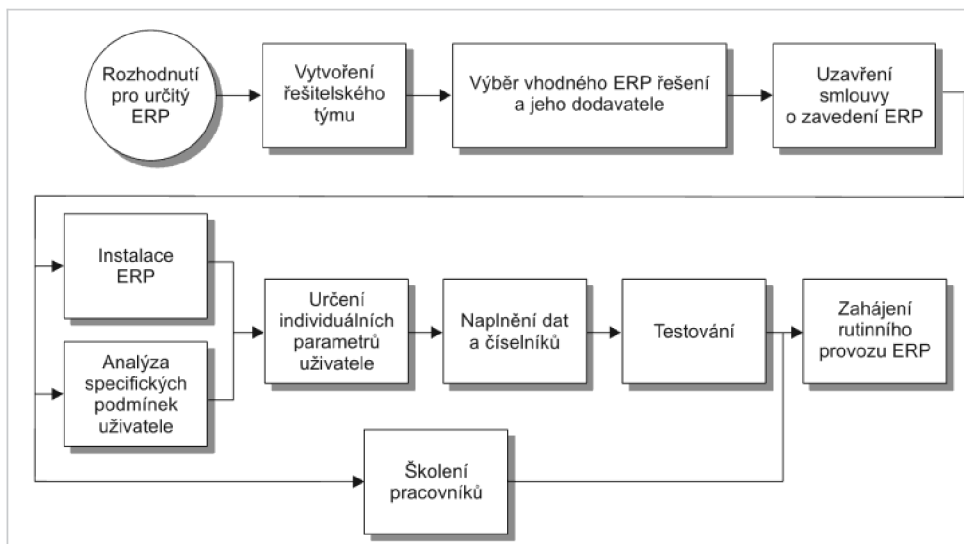 Rozhodnutí
pro určitý
ERP
Vytvoření
řešitelského
týmu
Výběr vhodného ERP řešení
a jeho dodavatele
Uzavření
smlouvy
o zavedení ERP
Instalace
ERP
Analýza
specifických
podmínek
uživatele
Určení
individuálních
parametrů
uživatele
Naplnění dat
a číselníků
Testování
Zahájení
rutinního
provozu ERP
Školení
pracovníků